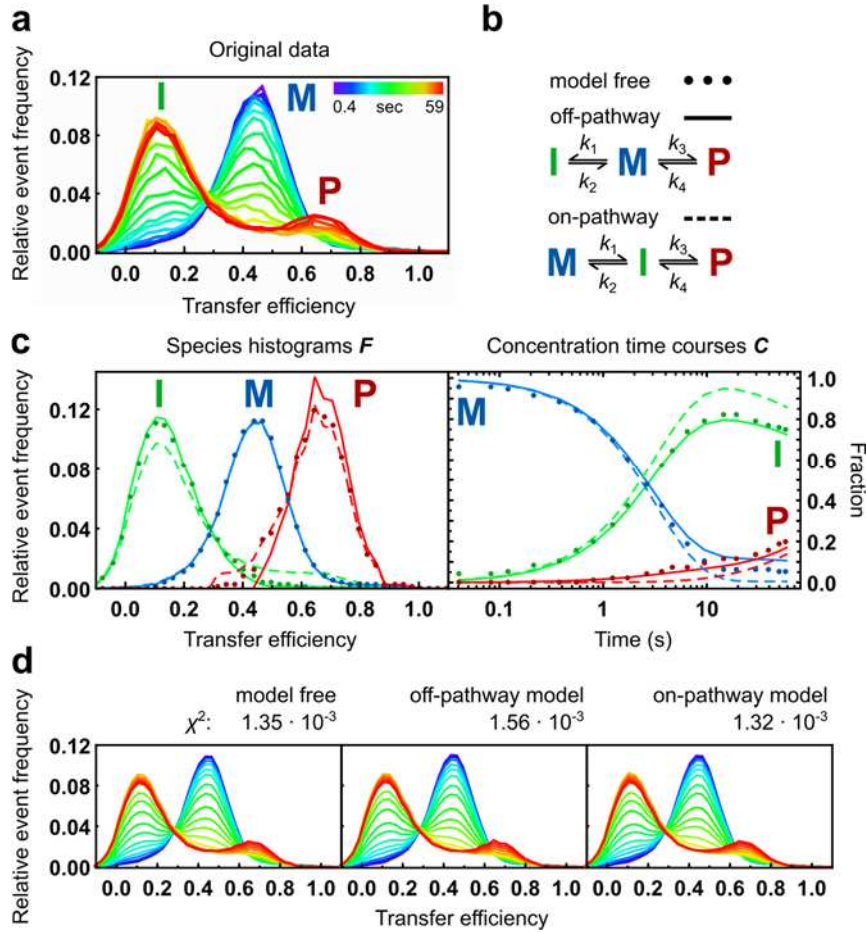 a
Original data
Relative event frequency
0.12
0.08
0.04
0.00
I
M
P
0.4 sec 59
0.0 0.2 0.4 0.6 0.8 1.0
Transfer efficiency
b
model free
off-pathway
I k1 k2 M k3 k4 P
on-pathway
M k1 k2 I k3 k4 P
c
Species histograms F
Relative event frequency
0.12
0.08
0.04
0.00
I M P
0.0 0.2 0.4 0.6 0.8 1.0
Transfer efficiency
Concentration time courses C
M
I
P
1.0
0.8
0.6
0.4
0.2
0.0
Fraction
0.1 1 10
Time (s)
d
model free off-pathway model on-pathway model
χ²: 1.35 · 10⁻³ 1.56 · 10⁻³ 1.32 · 10⁻³
Relative event frequency
0.12
0.08
0.04
0.00
0.0 0.2 0.4 0.6 0.8 1.0 0.0 0.2 0.4 0.6 0.8 1.0 0.0 0.2 0.4 0.6 0.8 1.0
Transfer efficiency